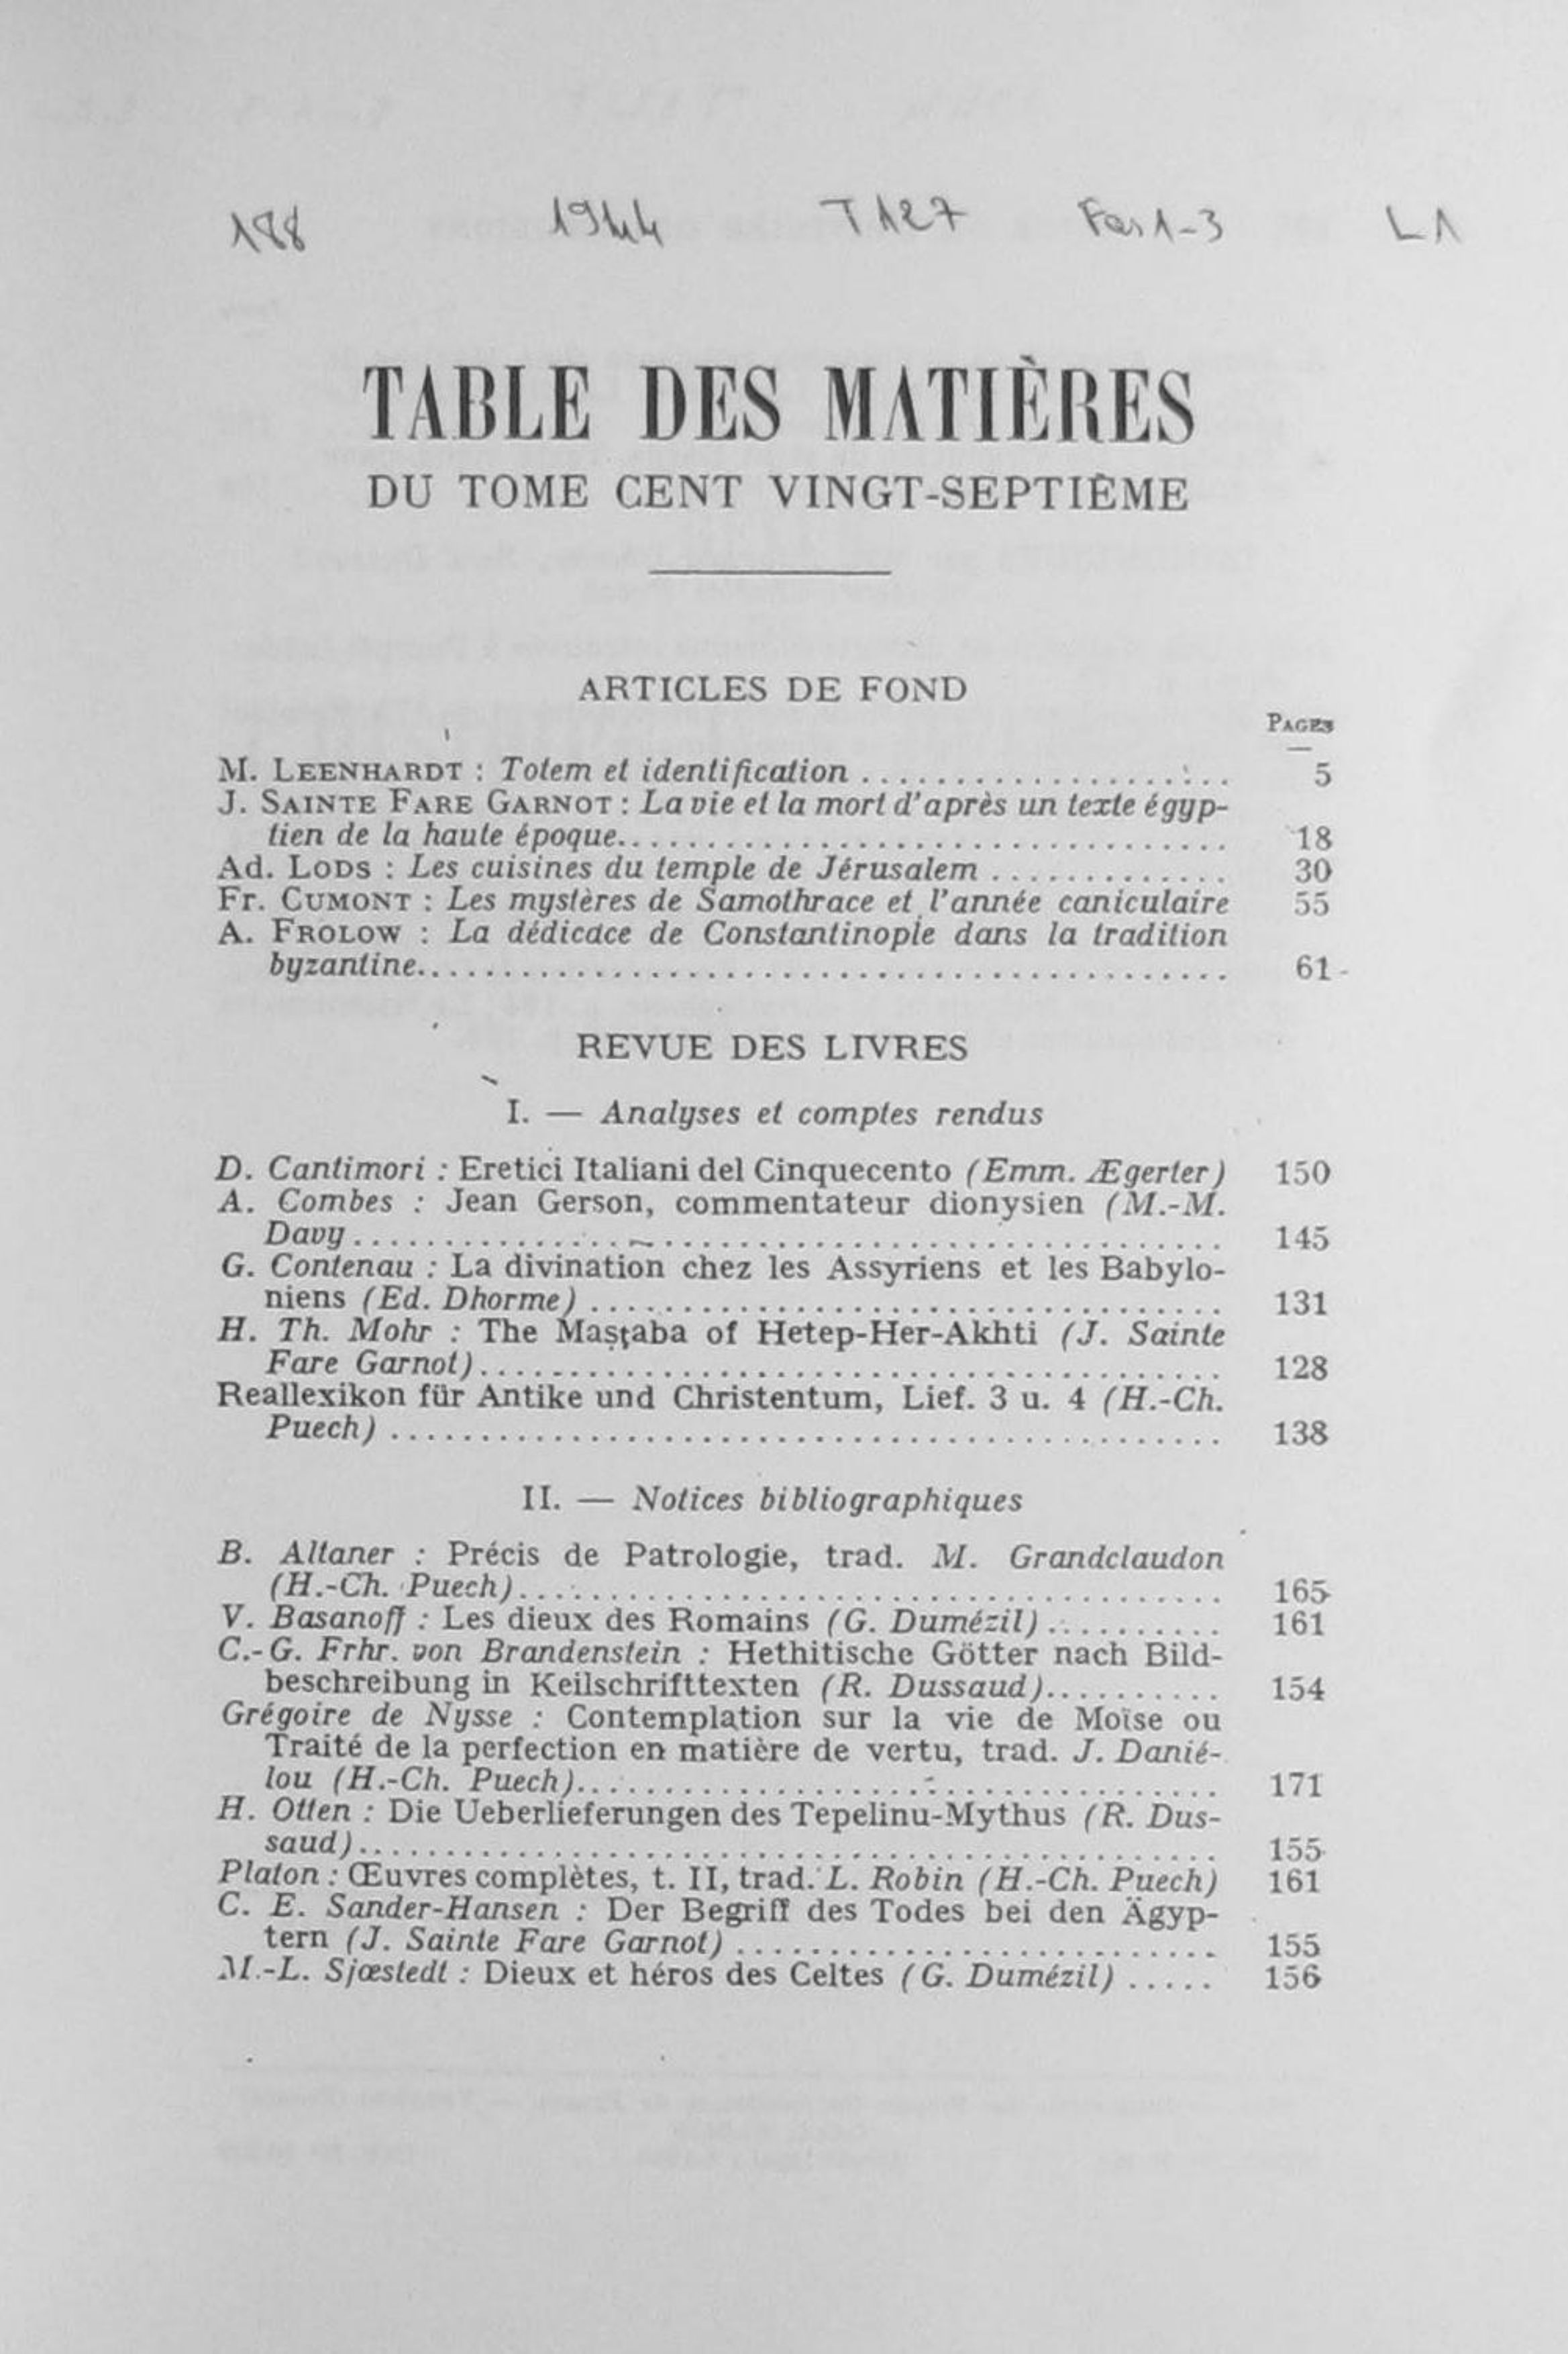 188 1944 T127 Fas 1-3 L1
TABLE DES MATIÈRES
DU TOME CENT VINGT-SEPTIÈME
ARTICLES DE FOND
PAGES
M. LEENHARDT : Totem et identification .................... 5
J. SAINTE FARE GARNOT : La vie et la mort d'après un texte égyp-
tien de la haute époque.................................. 18
Ad. LODS : Les cuisines du temple de Jérusalem ............. 30
Fr. CUMONT : Les mystères de Samothrace et l'année caniculaire 55
A. FROLOW : La dédicace de Constantinople dans la tradition
byzantine.............................................. 61
REVUE DES LIVRES
I. — Analyses et comptes rendus
D. Cantimori : Eretici Italiani del Cinquecento (Emm. Ægerter) 150
A. Combes : Jean Gerson, commentateur dionysien (M.-M.
Davy................................................ 145
G. Contenau : La divination chez les Assyriens et les Babylo-
niens (Ed. Dhorme) ................................... 131
H. Th. Mohr : The Maṣṭaba of Hetep-Her-Akhti (J. Sainte
Fare Garnot)......................................... 128
Reallexikon für Antike und Christentum, Lief. 3 u. 4 (H.-Ch.
Puech) .............................................. 138
II. — Notices bibliographiques
B. Altaner : Précis de Patrologie, trad. M. Grandclaudon
(H.-Ch. Puech)....................................... 165
V. Basanoff : Les dieux des Romains (G. Dumézil) .......... 161
C.-G. Frhr. von Brandenstein : Hethitische Götter nach Bild-
beschreibung in Keilschrifttexten (R. Dussaud).......... 154
Grégoire de Nysse : Contemplation sur la vie de Moïse ou
Traité de la perfection en matière de vertu, trad. J. Danié-
lou (H.-Ch. Puech)................................... 171
H. Otten : Die Ueberlieferungen des Tepelinu-Mythus (R. Dus-
saud)................................................ 155
Platon : Œuvres complètes, t. II, trad. L. Robin (H.-Ch. Puech) 161
C. E. Sander-Hansen : Der Begriff des Todes bei den Ägyp-
tern (J. Sainte Fare Garnot) ........................... 155
M.-L. Sjœstedt : Dieux et héros des Celtes (G. Dumézil) ..... 156